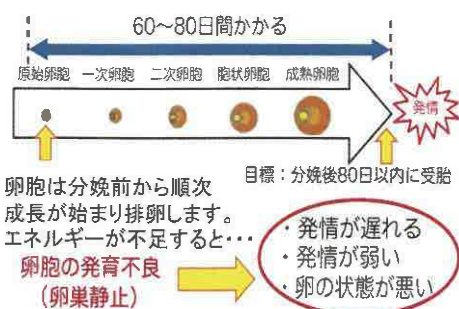 60～80日間かかる
原始卵胞 一次卵胞 二次卵胞 胞状卵胞 成熟卵胞
発情
目標：分娩後80日以内に受胎
卵胞は分娩前から順次
成長が始まり排卵します。
エネルギーが不足すると…
卵胞の発育不良
（卵巣静止）
・発情が遅れる
・発情が弱い
・卵の状態が悪い